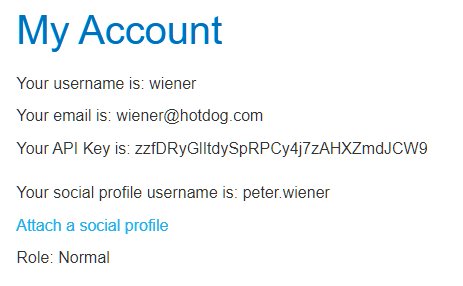 My Account
Your username is: wiener
Your email is: wiener@hotdog.com
Your API Key is: zzfDRyGlltdySpRPCy4j7zAHXZmdJCW9
Your social profile username is: peter.wiener
Attach a social profile
Role: Normal